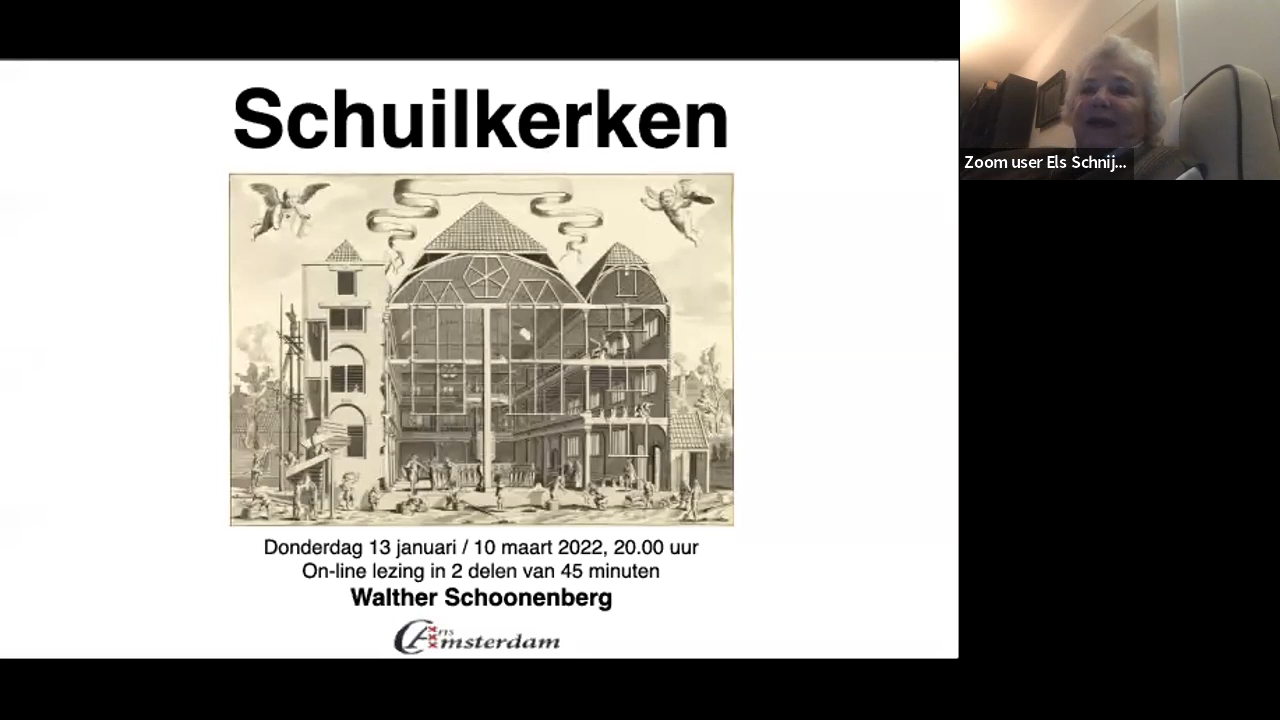 Schuilkerken
Donderdag 13 januari / 10 maart 2022, 20.00 uur
On-line lezing in 2 delen van 45 minuten
Walther Schoonenberg
Amsterdam
Zoom user Els Schnij...